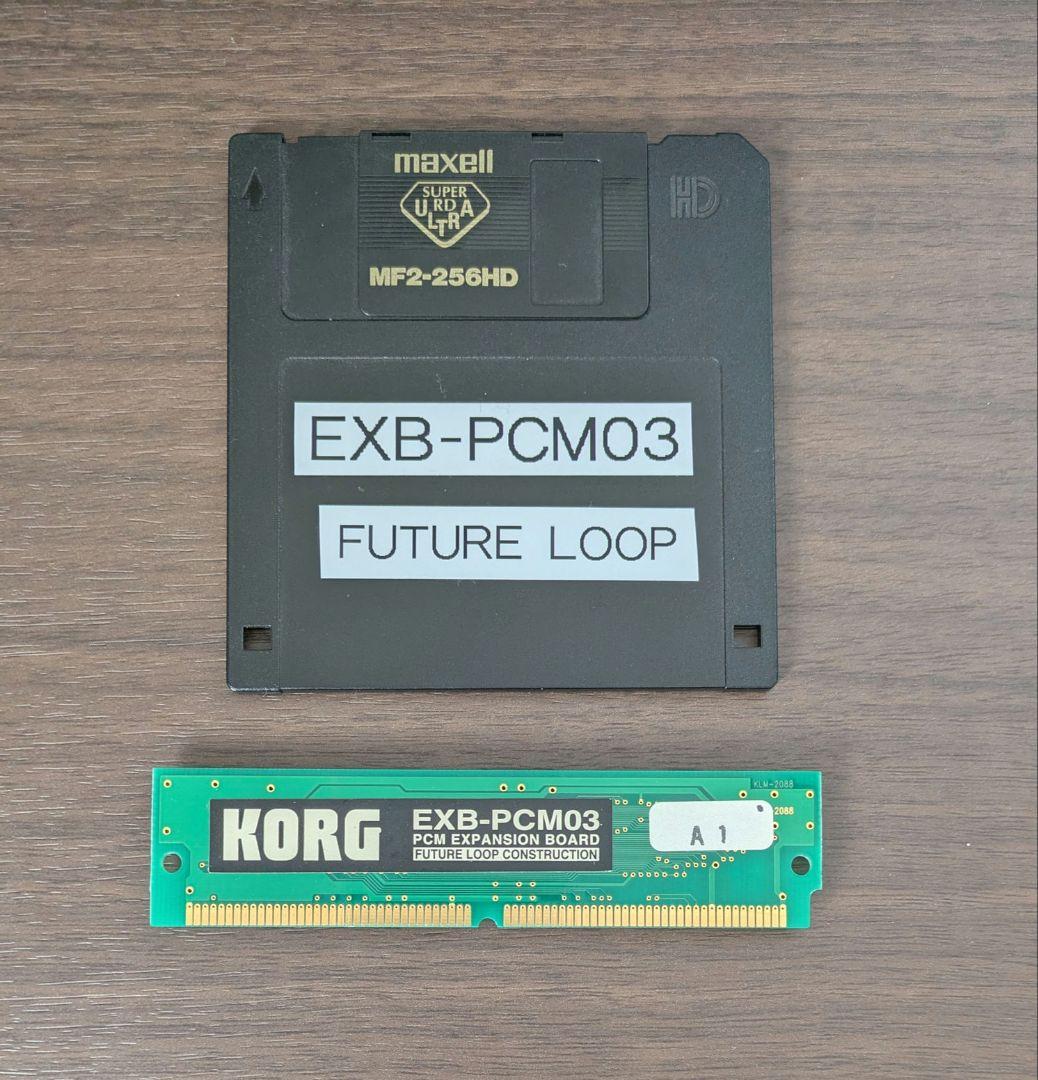 maxell
SUPER
RD
ULTRA
MF2-256HD
HD
EXB-PCM03
FUTURE LOOP
KLM-2088
KORG
EXB-PCM03
PCM EXPANSION BOARD
FUTURE LOOP CONSTRUCTION
2088
A 1